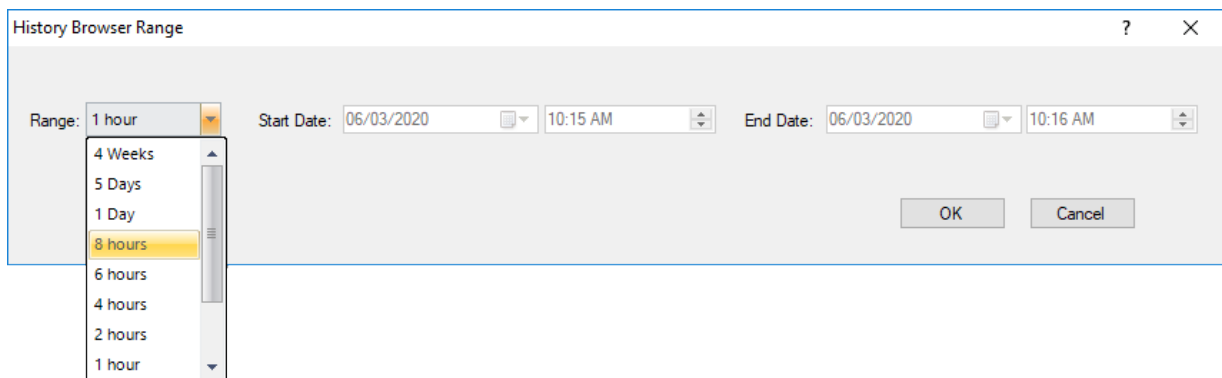 History Browser Range ?
Range: 1 hour Start Date: 06/03/2020 10:15 AM End Date: 06/03/2020 10:16 AM
4 Weeks
5 Days
1 Day
OK Cancel
8 hours
6 hours
4 hours
2 hours
1 hour